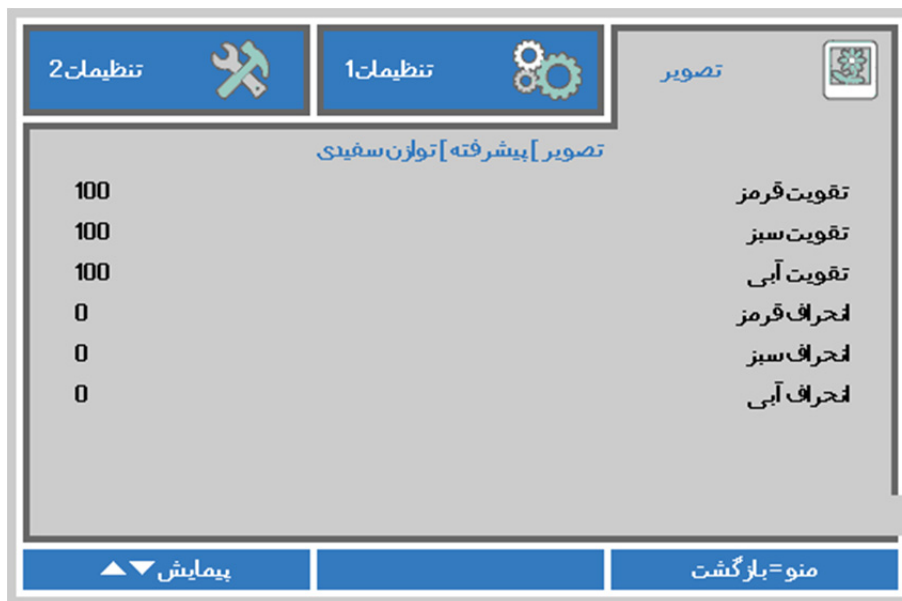 تصویر
تنظیمات1
تنظیمات2
تصویر ] پیشرفته ] توازن سفیدی
تقویت قرمز 100
تقویت سبز 100
تقویت آبی 100
انحراف قرمز 0
انحراف سبز 0
انحراف آبی 0
منو=بازگشت
پیمایش▼▲